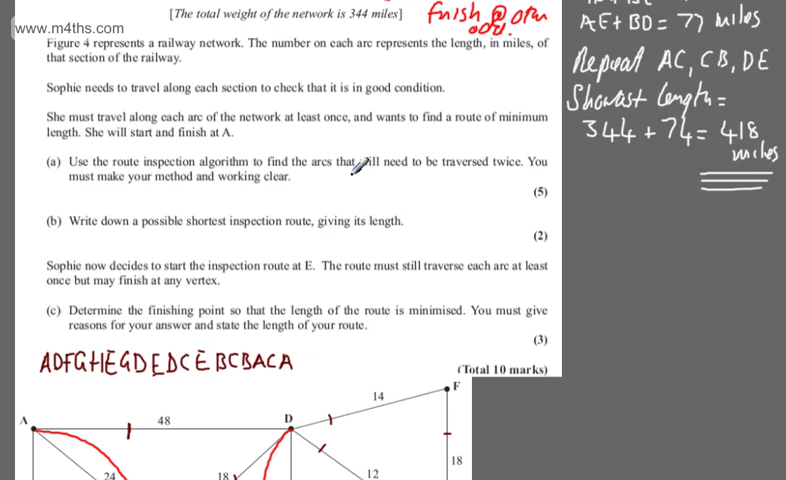 www.m4ths.com
[The total weight of the network is 344 miles]
Fnish @ other
odd.
Figure 4 represents a railway network. The number on each arc represents the length, in miles, of
that section of the railway.
Sophie needs to travel along each section to check that it is in good condition.
She must travel along each arc of the network at least once, and wants to find a route of minimum
length. She will start and finish at A.
(a) Use the route inspection algorithm to find the arcs that will need to be traversed twice. You
must make your method and working clear.
(5)
(b) Write down a possible shortest inspection route, giving its length.
(2)
Sophie now decides to start the inspection route at E. The route must still traverse each arc at least
once but may finish at any vertex.
(c) Determine the finishing point so that the length of the route is minimised. You must give
reasons for your answer and state the length of your route.
(3)
(Total 10 marks)
AE + BD = 77 miles
Repeat AC, CB, DE
Shortest length =
344 + 74 = 418
miles
ADFGHEGDEDCEBCBACA
A
48
D
14
F
24
18
12
18